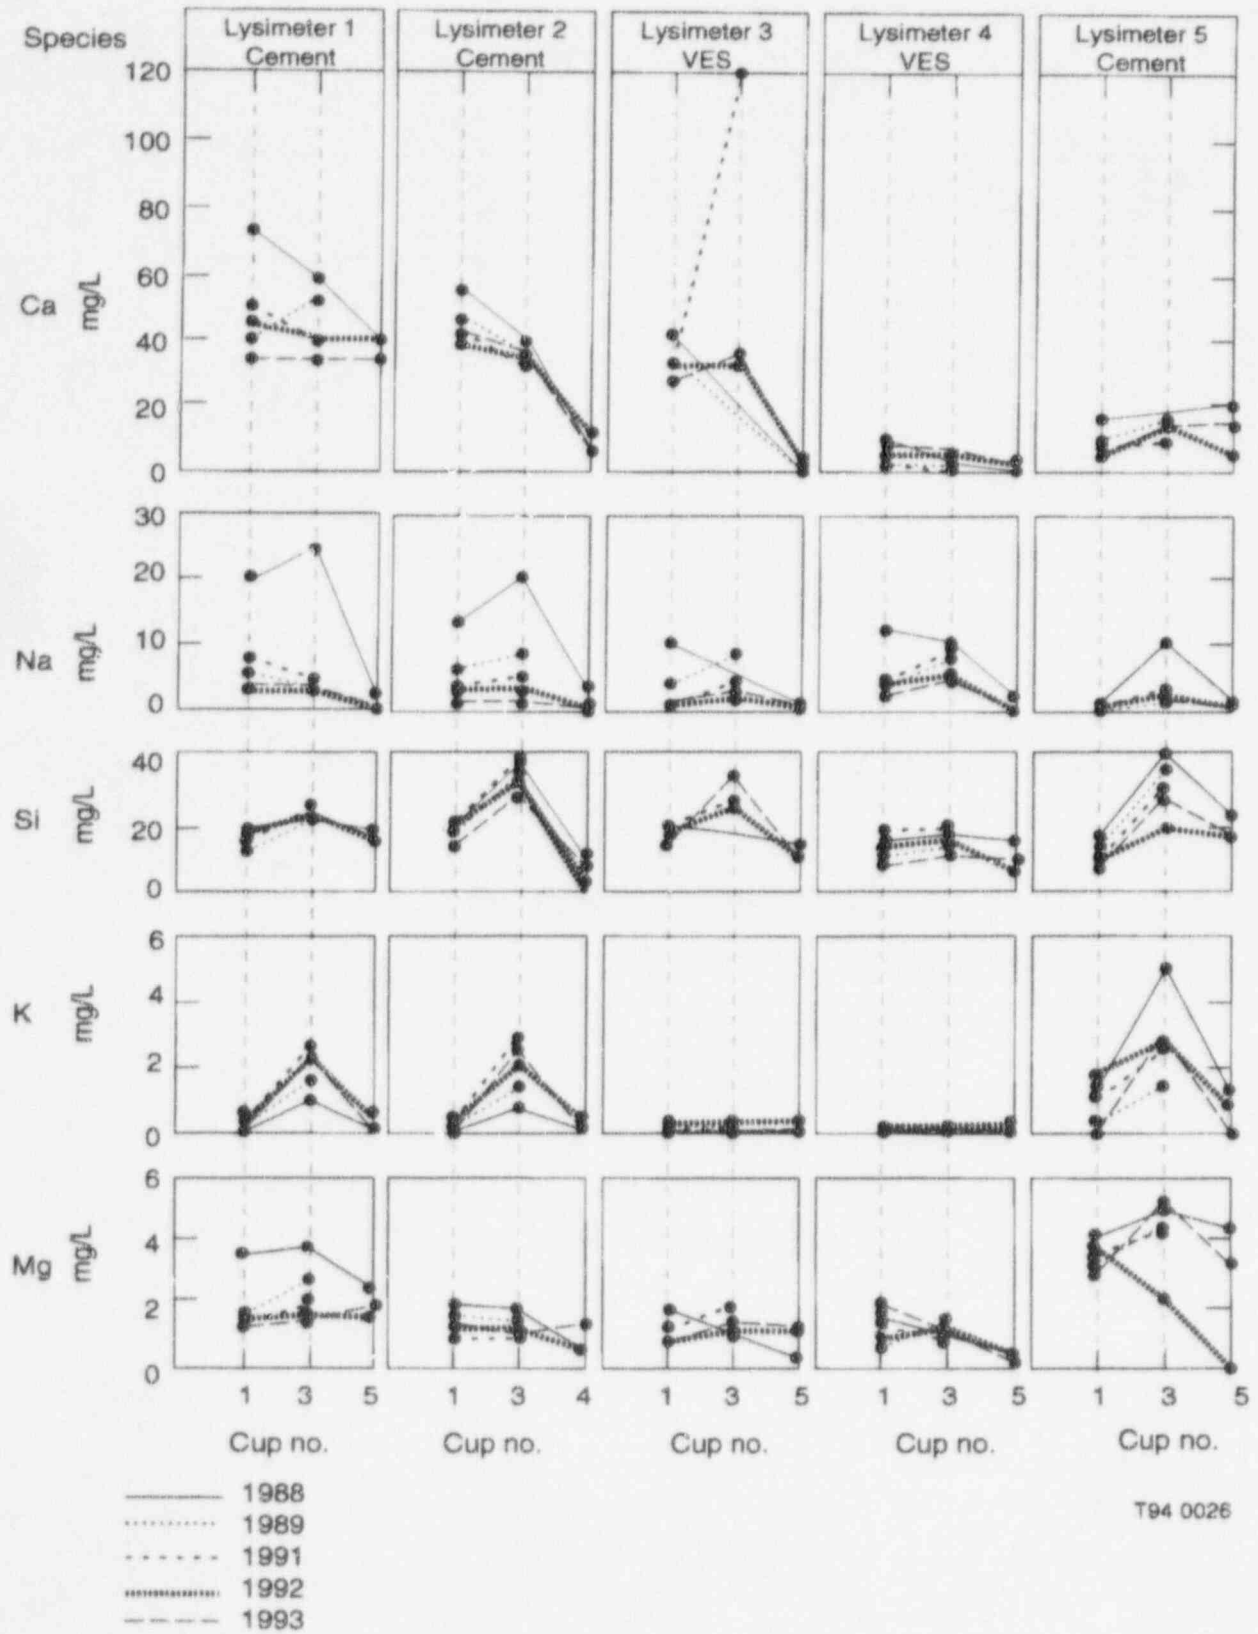 Species
Lysimeter 1 Cement
Lysimeter 2 Cement
Lysimeter 3 VES
Lysimeter 4 VES
Lysimeter 5 Cement
Ca
mg/L
120
100
80
60
40
20
0
Na
mg/L
30
20
10
0
Si
mg/L
40
20
0
K
mg/L
6
4
2
0
Mg
mg/L
6
4
2
0
1 3 5
1 3 4
1 3 5
1 3 5
1 3 5
Cup no.
Cup no.
Cup no.
Cup no.
Cup no.
1988
1989
1991
1992
1993
T94 0026